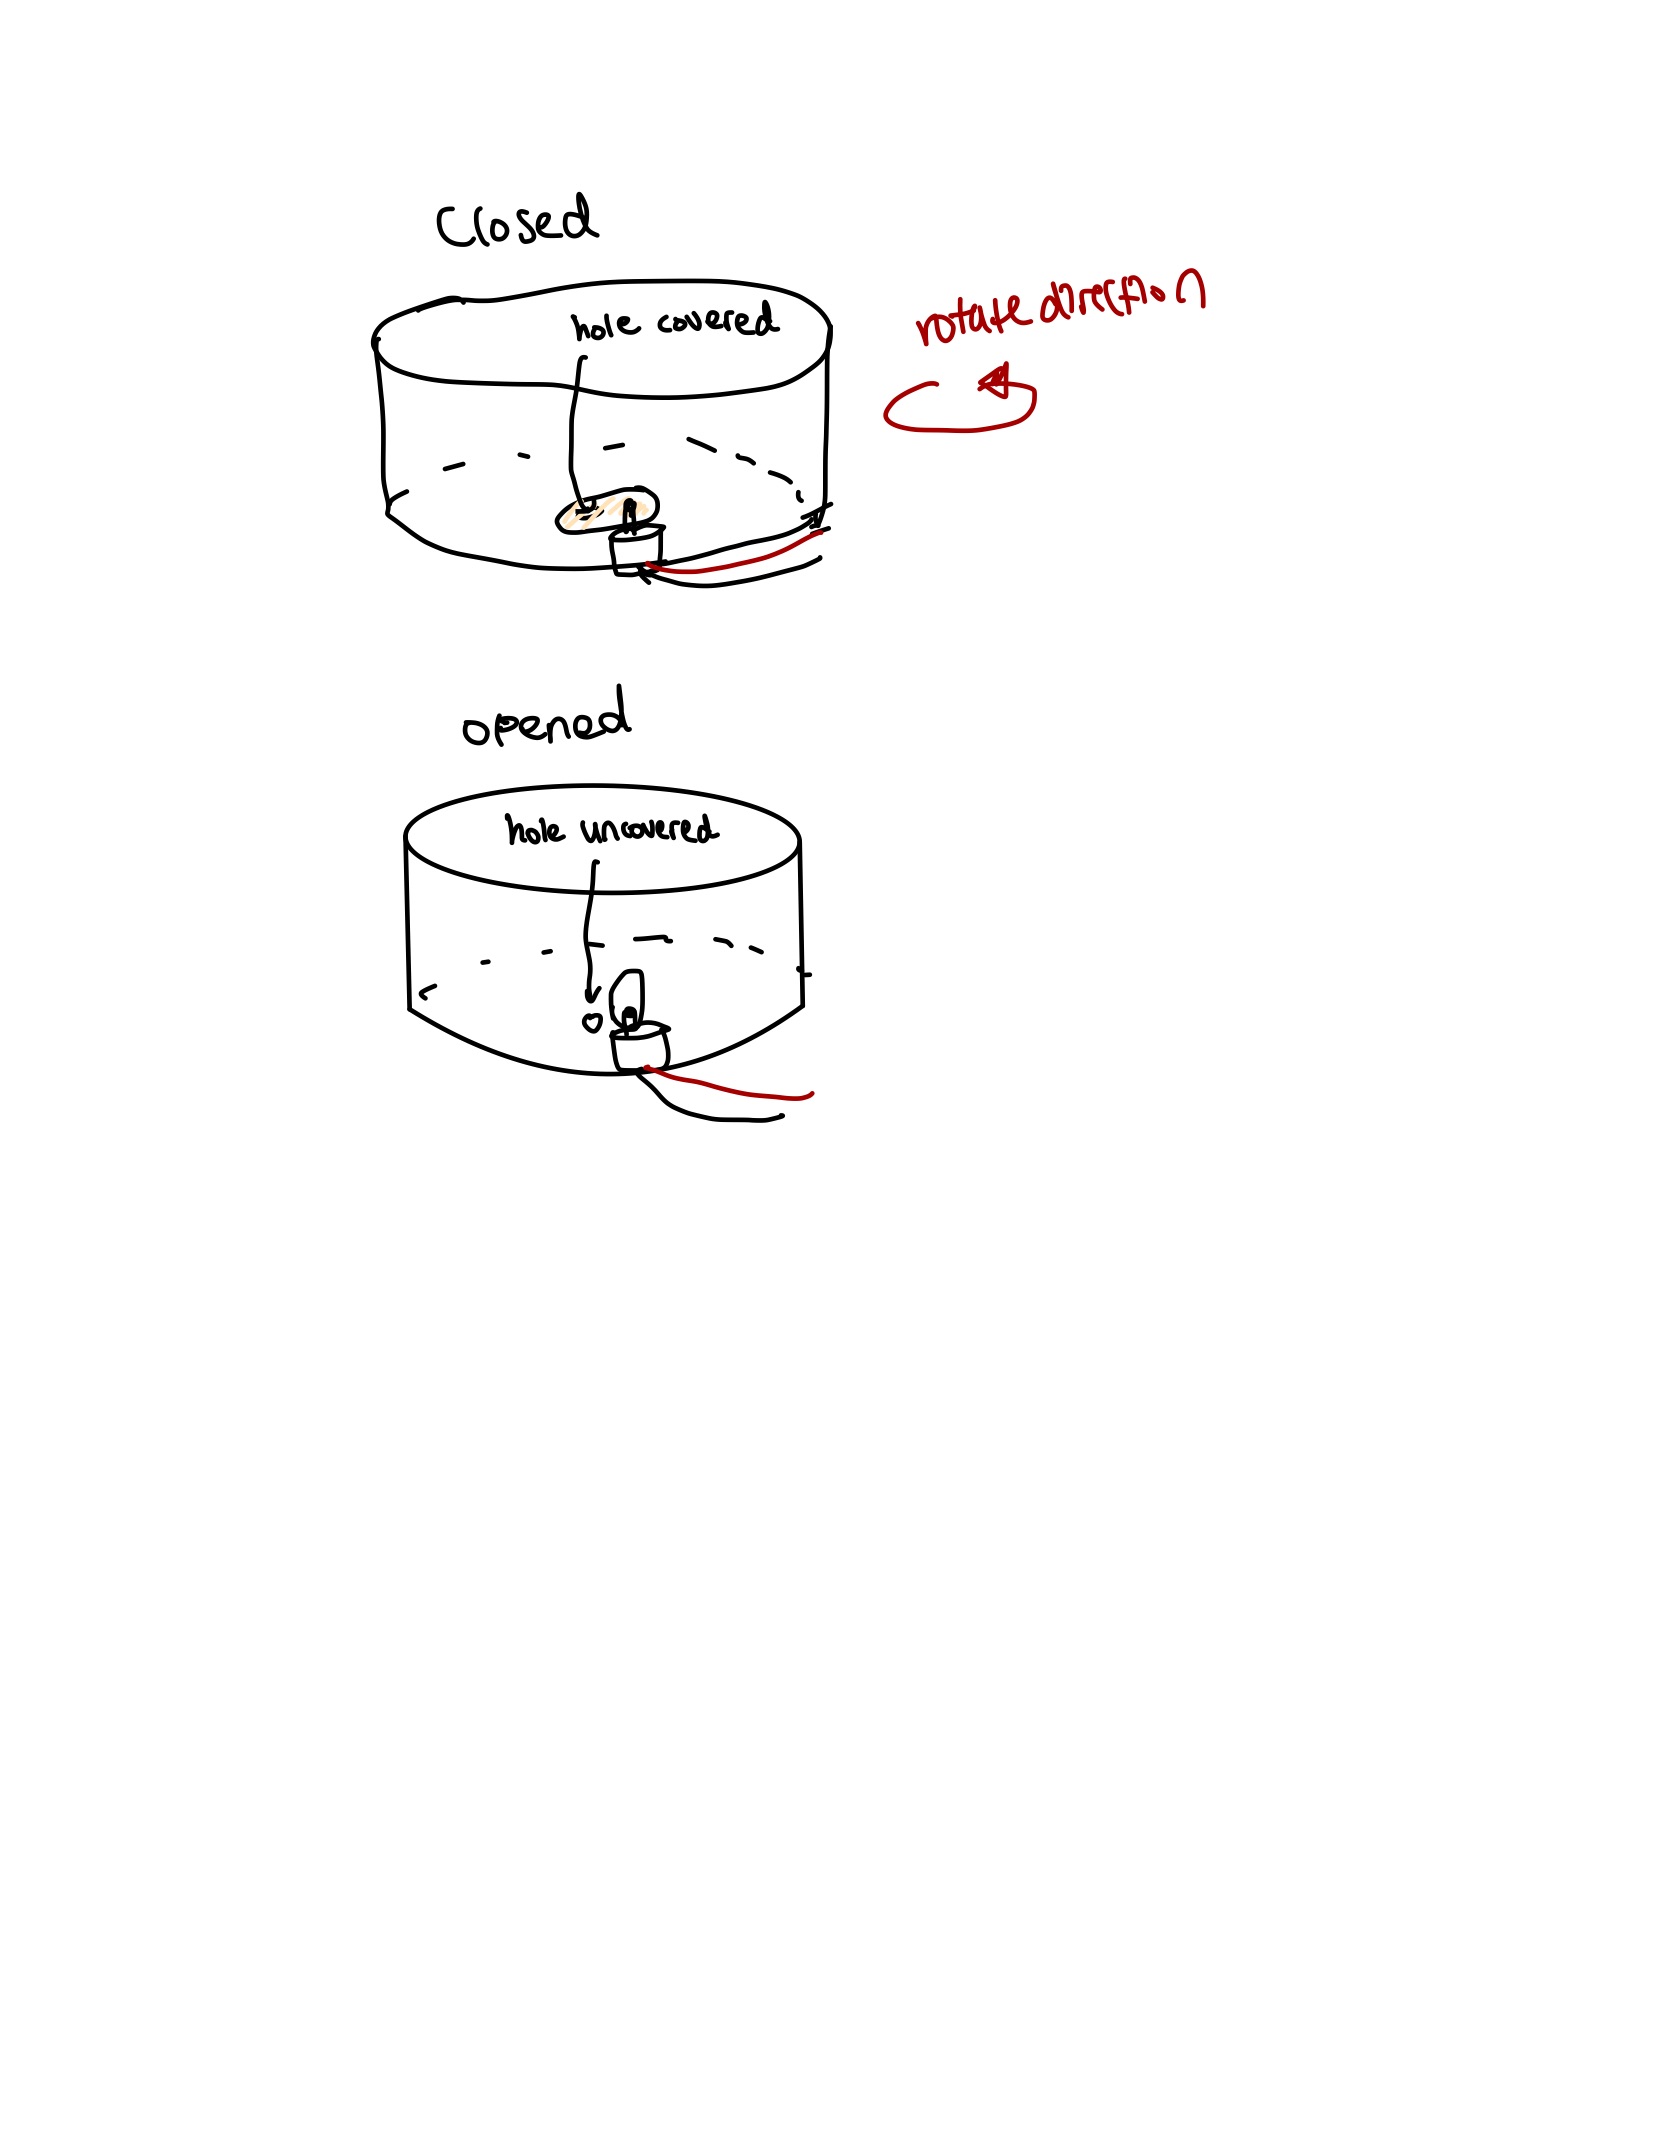 Closed
hole covered
rotate direction
opened
hole uncovered